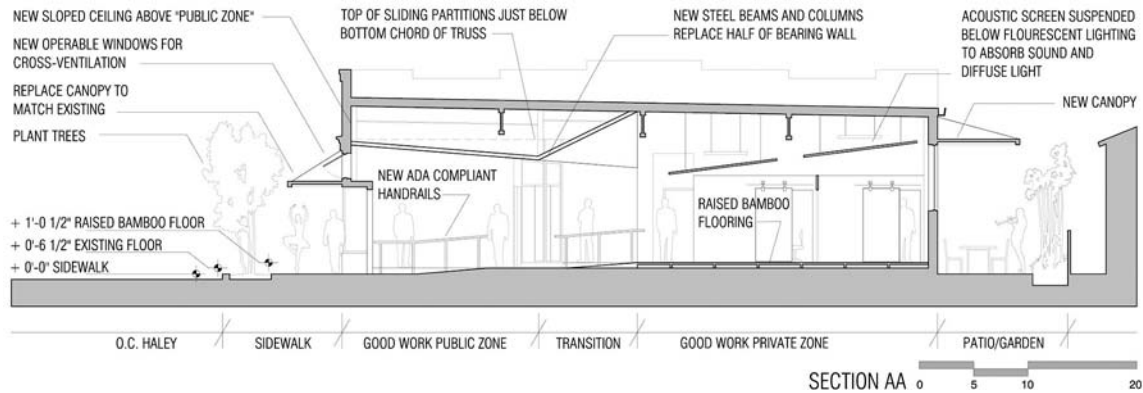 NEW SLOPED CEILING ABOVE "PUBLIC ZONE"
NEW OPERABLE WINDOWS FOR
CROSS-VENTILATION
REPLACE CANOPY TO
MATCH EXISTING
PLANT TREES
TOP OF SLIDING PARTITIONS JUST BELOW
BOTTOM CHORD OF TRUSS
NEW STEEL BEAMS AND COLUMNS
REPLACE HALF OF BEARING WALL
ACOUSTIC SCREEN SUSPENDED
BELOW FLOURESCENT LIGHTING
TO ABSORB SOUND AND
DIFFUSE LIGHT
NEW CANOPY
NEW ADA COMPLIANT
HANDRAILS
RAISED BAMBOO
FLOORING
+ 1'-0 1/2" RAISED BAMBOO FLOOR
+ 0'-6 1/2" EXISTING FLOOR
+ 0'-0" SIDEWALK
O.C. HALEY
SIDEWALK
GOOD WORK PUBLIC ZONE
TRANSITION
GOOD WORK PRIVATE ZONE
PATIO/GARDEN
SECTION AA
0 5 10 20